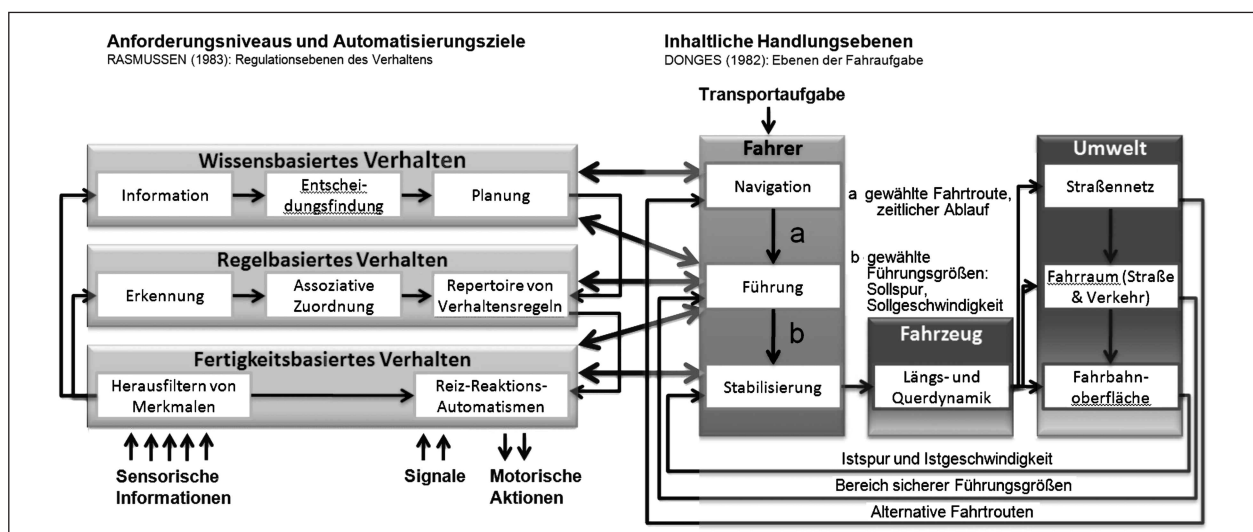 Anforderungsniveaus und Automatisierungsziele
RASMUSSEN (1983): Regulationsebenen des Verhaltens
Wissensbasiertes Verhalten
Information
Entschei-
dungsfindung
Planung
Regelbasiertes Verhalten
Erkennung
Assoziative
Zuordnung
Repertoire von
Verhaltensregeln
Fertigkeitsbasiertes Verhalten
Herausfiltern von
Merkmalen
Reiz-Reaktions-
Automatismen
Sensorische
Informationen
Signale
Motorische
Aktionen
Inhaltliche Handlungsebenen
DONGES (1982): Ebenen der Fahraufgabe
Transportaufgabe
Fahrer
Navigation
a
Führung
b
Stabilisierung
a gewählte Fahrtroute,
zeitlicher Ablauf
b gewählte
Führungsgrößen:
Sollspur,
Sollgeschwindigkeit
Fahrzeug
Längs- und
Querdynamik
Umwelt
Straßennetz
Fahrraum (Straße
& Verkehr)
Fahrbahn-
oberfläche
Istspur und Istgeschwindigkeit
Bereich sicherer Führungsgrößen
Alternative Fahrtrouten